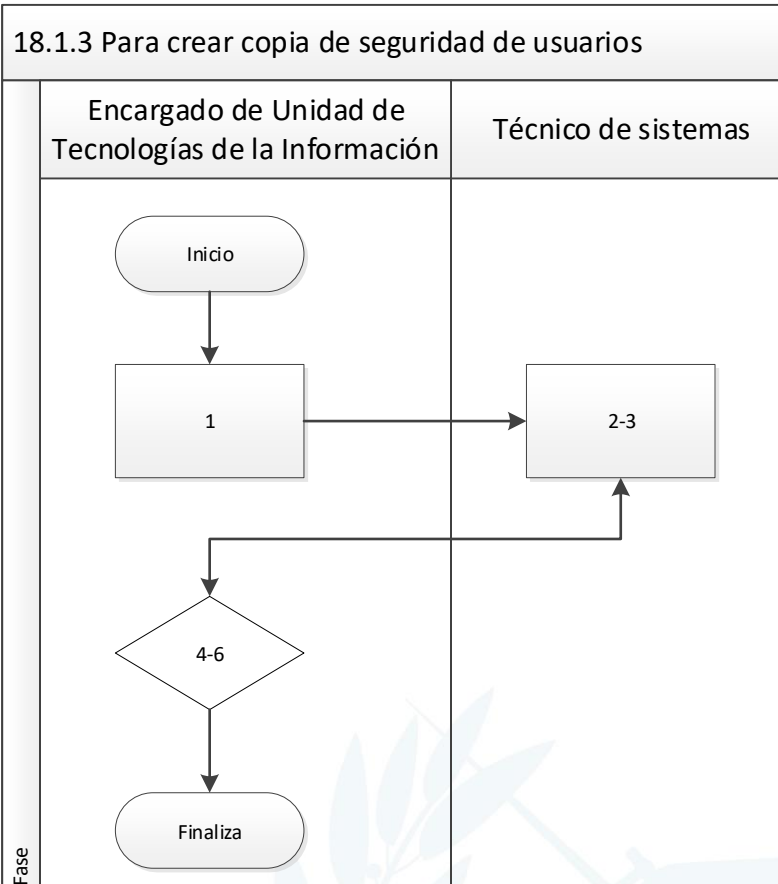 18.1.3 Para crear copia de seguridad de usuarios
Encargado de Unidad de
Tecnologías de la Información
Técnico de sistemas
Inicio
1
2-3
4-6
Finaliza
Fase